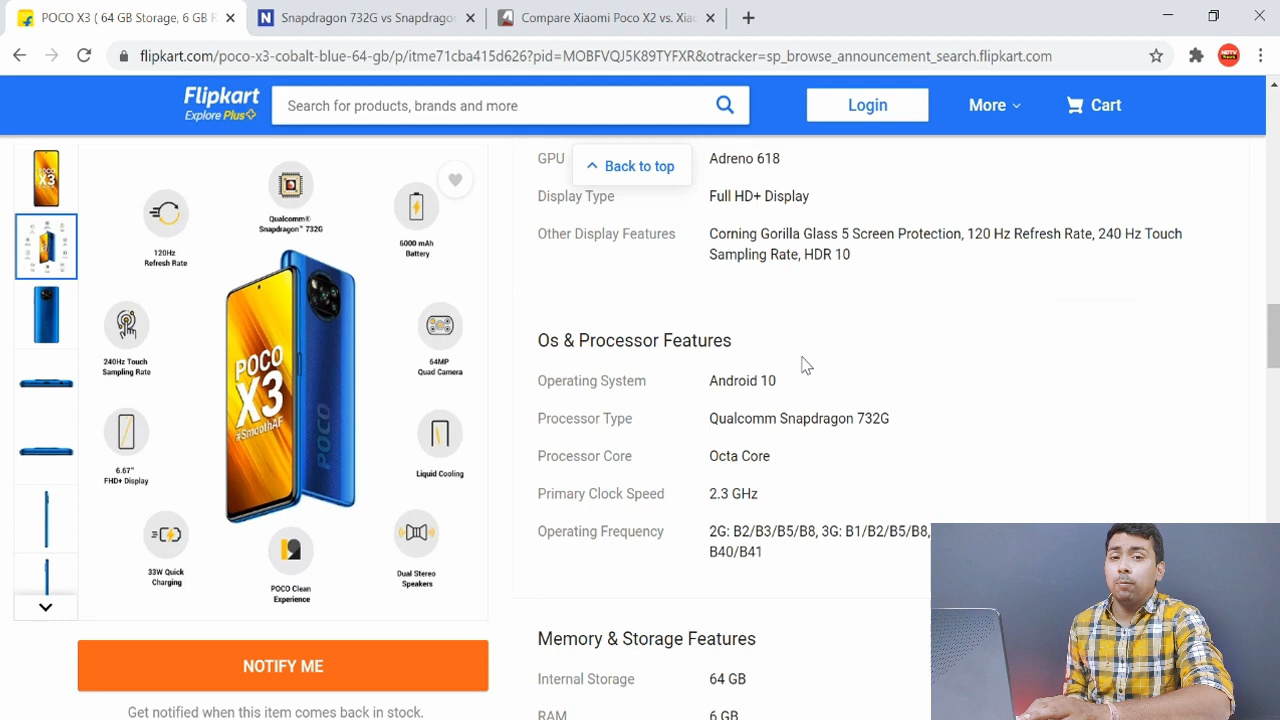 POCO X3 ( 64 GB Storage, 6 GB R
Snapdragon 732G vs Snapdragon
Compare Xiaomi Poco X2 vs. Xiao
flipkart.com/poco-x3-cobalt-blue-64-gb/p/itme71cba415d626?pid=MOBFVQJ5K89TYFXR&otracker=sp_browse_announcement_search.flipkart.com
Flipkart
Explore Plus
Search for products, brands and more
Login
More
Cart
Back to top
GPU
Adreno 618
Display Type
Full HD+ Display
Other Display Features
Corning Gorilla Glass 5 Screen Protection, 120 Hz Refresh Rate, 240 Hz Touch
Sampling Rate, HDR 10
Os & Processor Features
Operating System
Android 10
Processor Type
Qualcomm Snapdragon 732G
Processor Core
Octa Core
Primary Clock Speed
2.3 GHz
Operating Frequency
2G: B2/B3/B5/B8, 3G: B1/B2/B5/B8,
B40/B41
Memory & Storage Features
Internal Storage
64 GB
RAM
6 GB
Qualcomm®
Snapdragon™ 732G
120Hz
Refresh Rate
6000 mAh
Battery
240Hz Touch
Sampling Rate
64MP
Quad Camera
6.67"
FHD+ Display
Liquid Cooling
33W Quick
Charging
POCO Clean
Experience
Dual Stereo
Speakers
POCO
X3
#SmoothAF
POCO
NOTIFY ME
Get notified when this item comes back in stock.